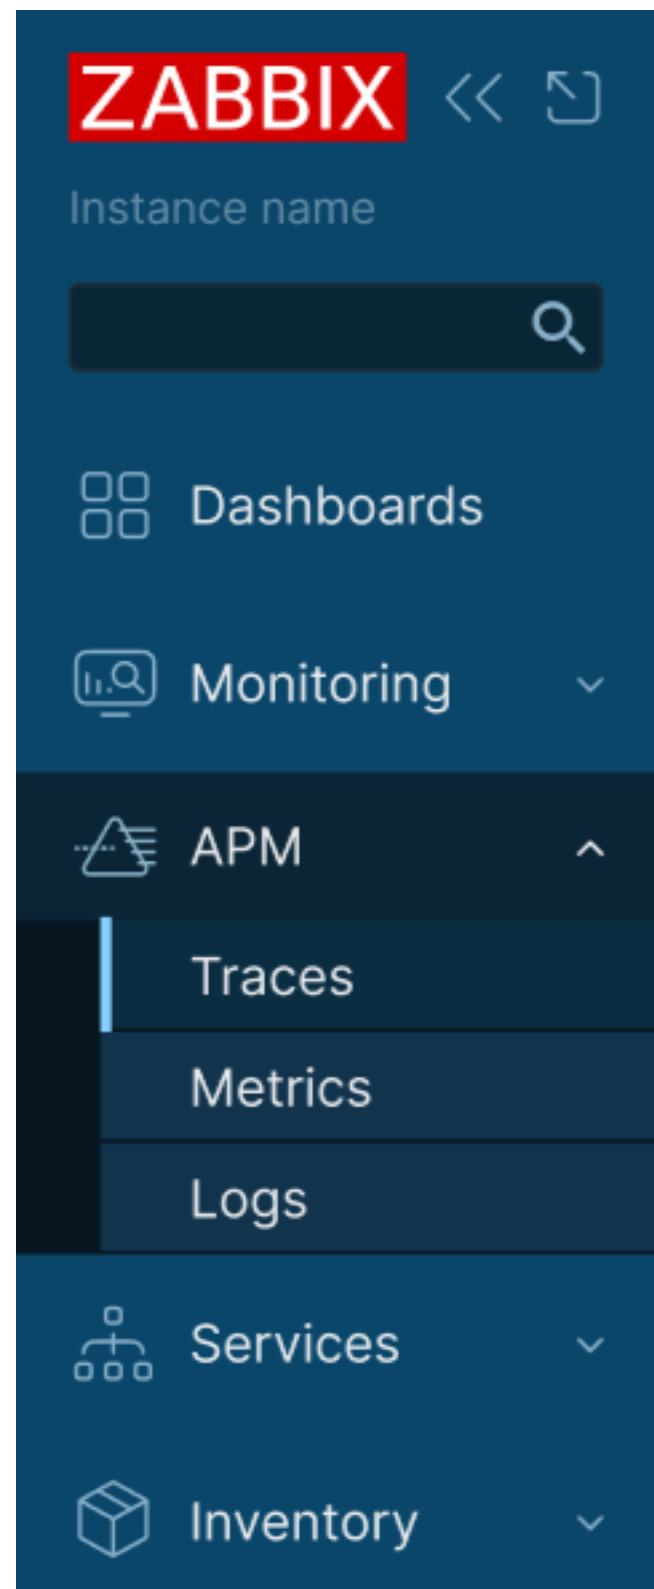 ZABBIX
Instance name
Dashboards
Monitoring
APM
Traces
Metrics
Logs
Services
Inventory